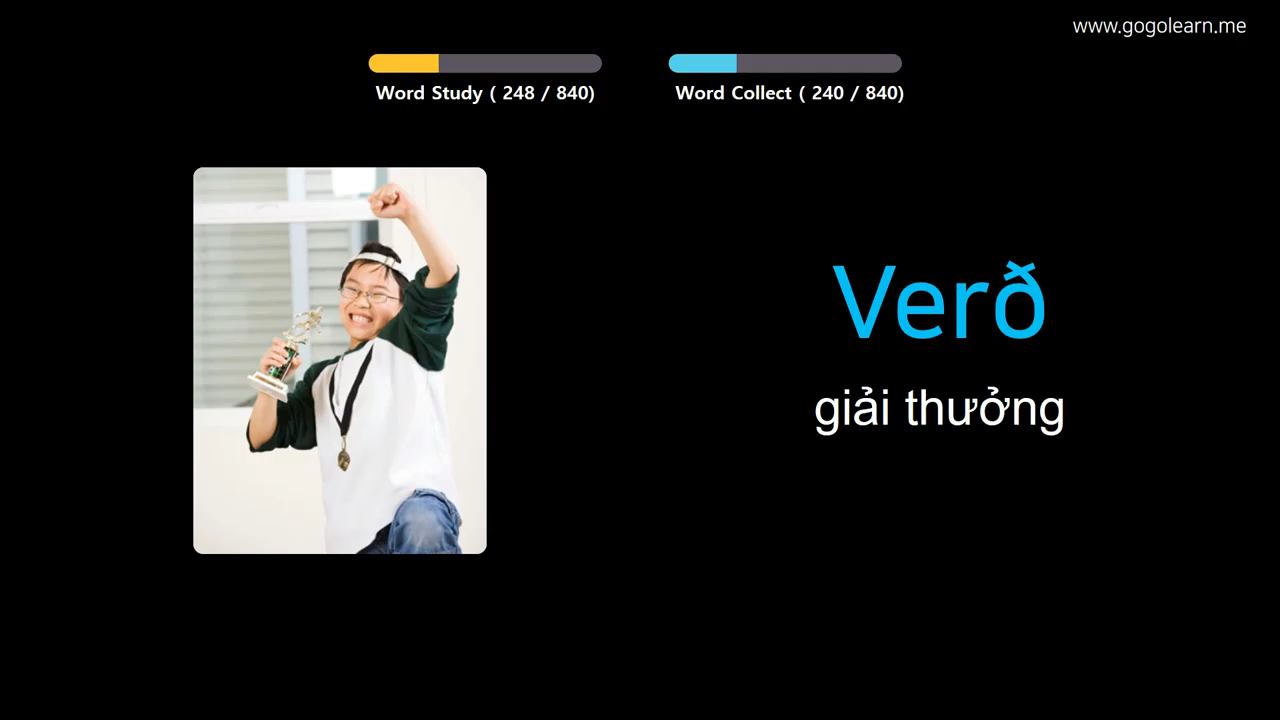 www.gogolearn.me
Word Study ( 248 / 840)
Word Collect ( 240 / 840)
Verð
giải thưởng